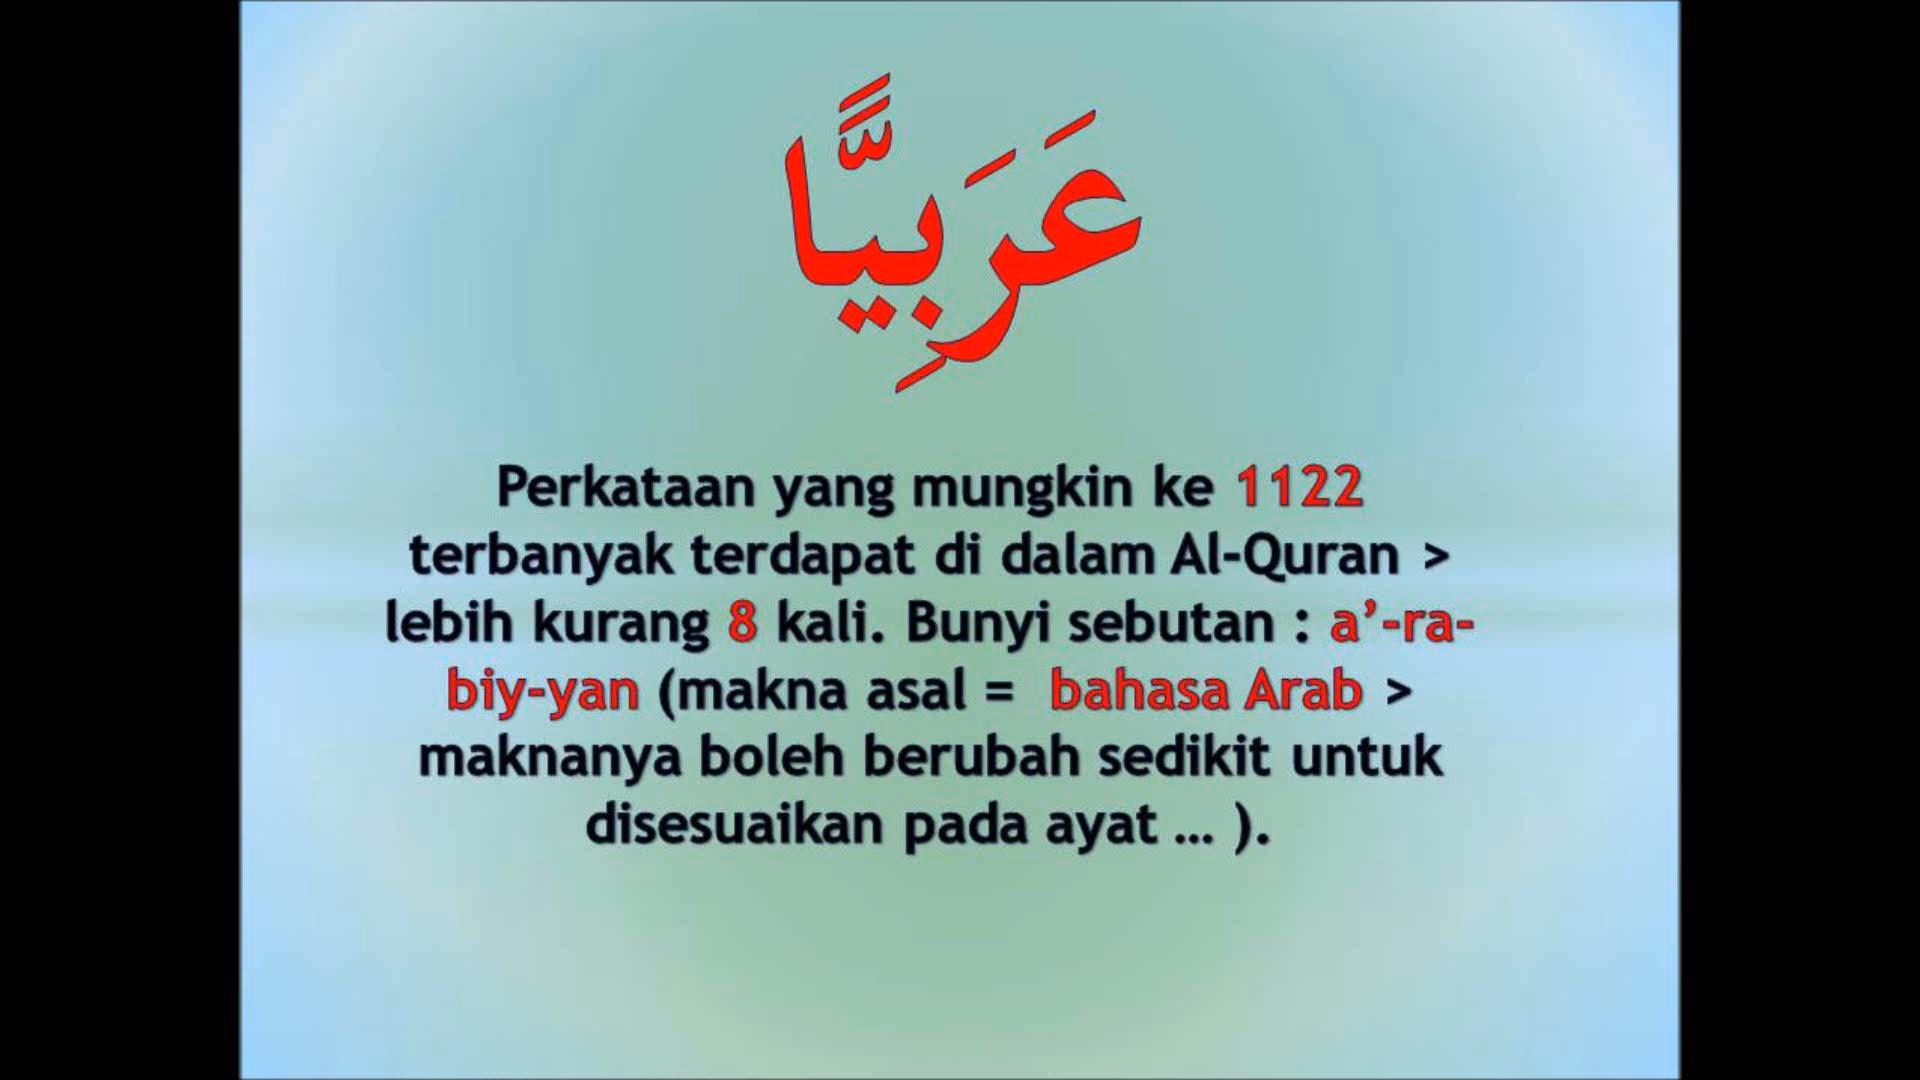 عَرَبِيًّا
Perkataan yang mungkin ke 1122
terbanyak terdapat di dalam Al-Quran >
lebih kurang 8 kali. Bunyi sebutan : a’-ra-
biy-yan (makna asal = bahasa Arab >
maknanya boleh berubah sedikit untuk
disesuaikan pada ayat … ).